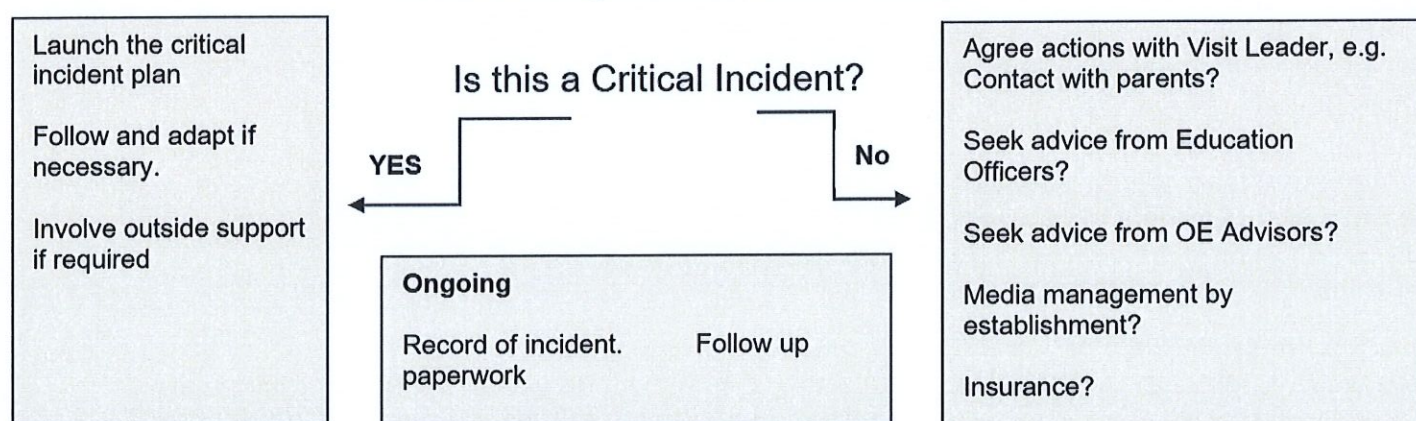 Launch the critical
incident plan
Follow and adapt if
necessary.
Involve outside support
if required
Is this a Critical Incident?
YES
No
Ongoing
Record of incident. Follow up
paperwork
Agree actions with Visit Leader, e.g.
Contact with parents?
Seek advice from Education
Officers?
Seek advice from OE Advisors?
Media management by
establishment?
Insurance?